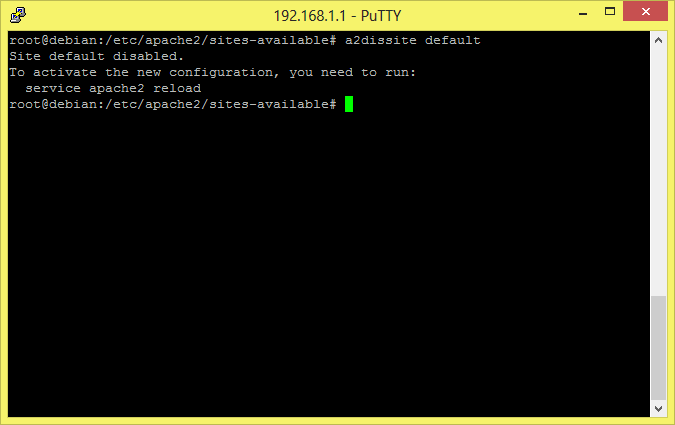 192.168.1.1 - PuTTY
root@debian:/etc/apache2/sites-available# a2dissite default
Site default disabled.
To activate the new configuration, you need to run:
  service apache2 reload
root@debian:/etc/apache2/sites-available#